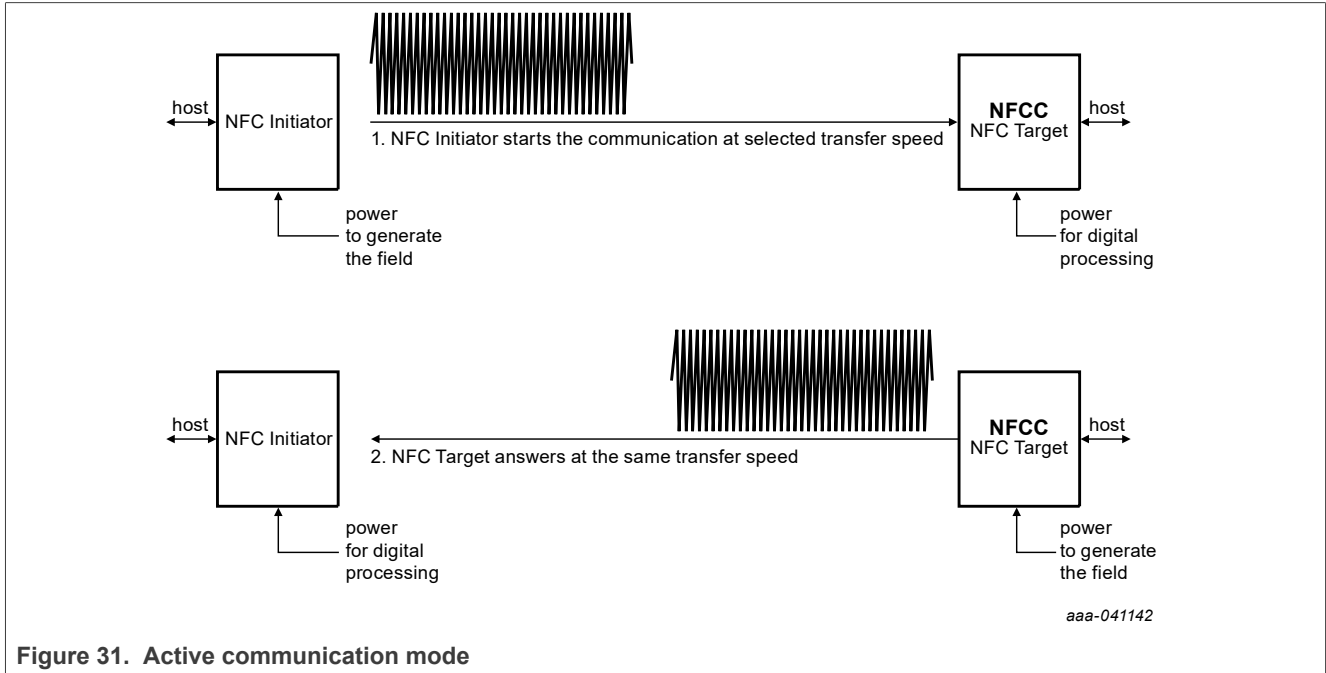 host
NFC Initiator
1. NFC Initiator starts the communication at selected transfer speed
NFCC
NFC Target
host
power
to generate
the field
power
for digital
processing
host
NFC Initiator
2. NFC Target answers at the same transfer speed
NFCC
NFC Target
host
power
for digital
processing
power
to generate
the field
aaa-041142
Figure 31. Active communication mode